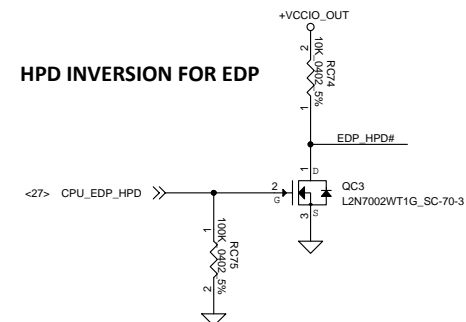 +VCCIO_OUT
HPD INVERSION FOR EDP
2
1
RC74
10K_0402_5%
EDP_HPD#
1
D
<27> CPU_EDP_HPD
2
G
QC3
L2N7002WT1G_SC-70-3
3
S
1
2
RC75
100K_0402_5%